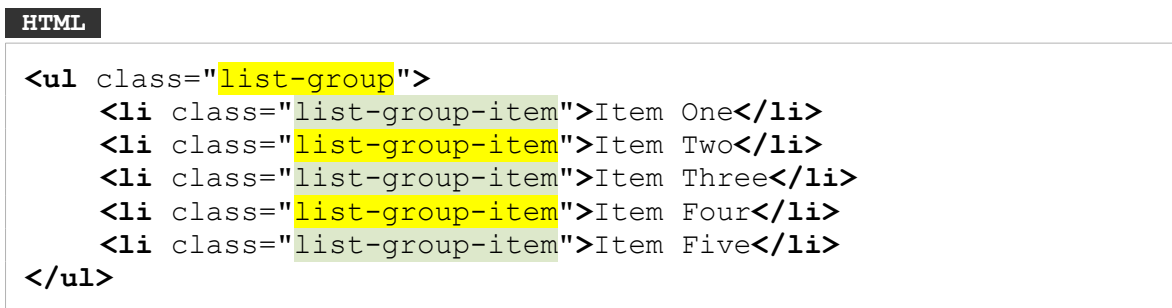 HTML
<ul class="list-group">
<li class="list-group-item">Item One</li>
<li class="list-group-item">Item Two</li>
<li class="list-group-item">Item Three</li>
<li class="list-group-item">Item Four</li>
<li class="list-group-item">Item Five</li>
</ul>